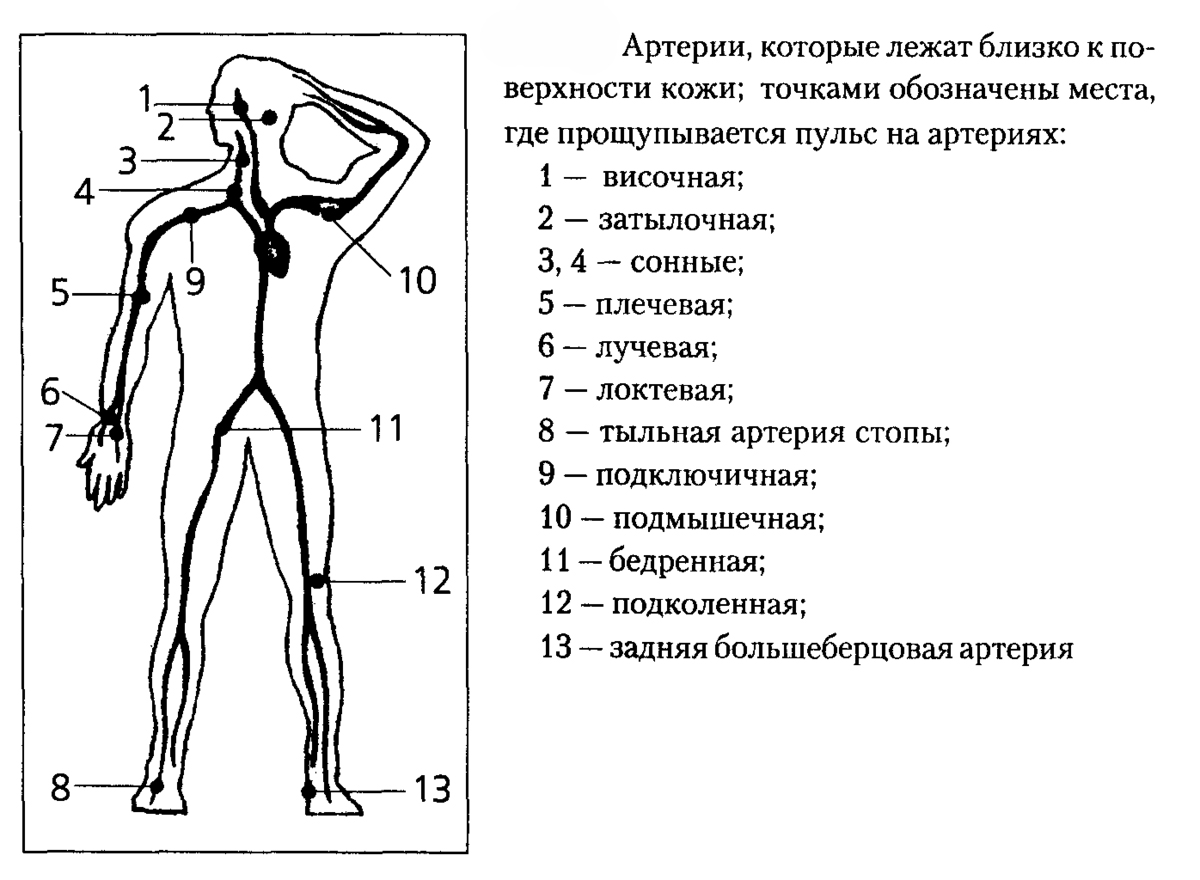 Артерии, которые лежат близко к по-
верхности кожи; точками обозначены места,
где прощупывается пульс на артериях:
1 — височная;
2 — затылочная;
3, 4 — сонные;
5 — плечевая;
6 — лучевая;
7 — локтевая;
8 — тыльная артерия стопы;
9 — подключичная;
10 — подмышечная;
11 — бедренная;
12 — подколенная;
13 — задняя большеберцовая артерия
1
2
3
4
9
10
5
6
7
11
12
8
13